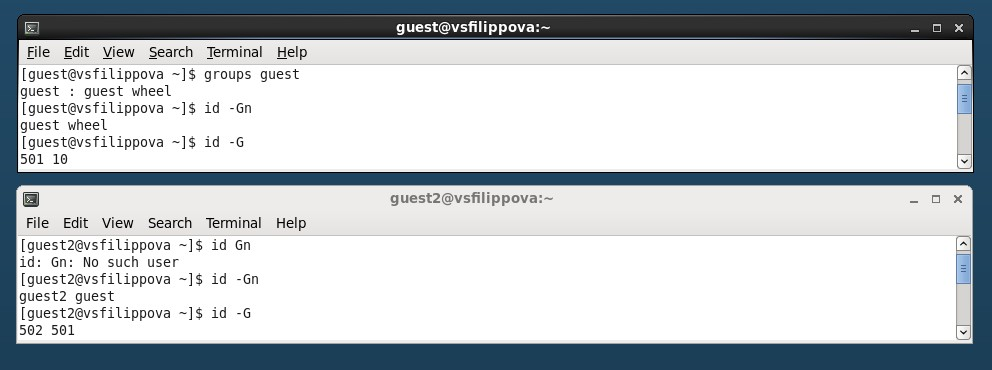 guest@vsfilippova:~
File Edit View Search Terminal Help
[guest@vsfilippova ~]$ groups guest
guest : guest wheel
[guest@vsfilippova ~]$ id -Gn
guest wheel
[guest@vsfilippova ~]$ id -G
501 10
guest2@vsfilippova:~
File Edit View Search Terminal Help
[guest2@vsfilippova ~]$ id Gn
id: Gn: No such user
[guest2@vsfilippova ~]$ id -Gn
guest2 guest
[guest2@vsfilippova ~]$ id -G
502 501